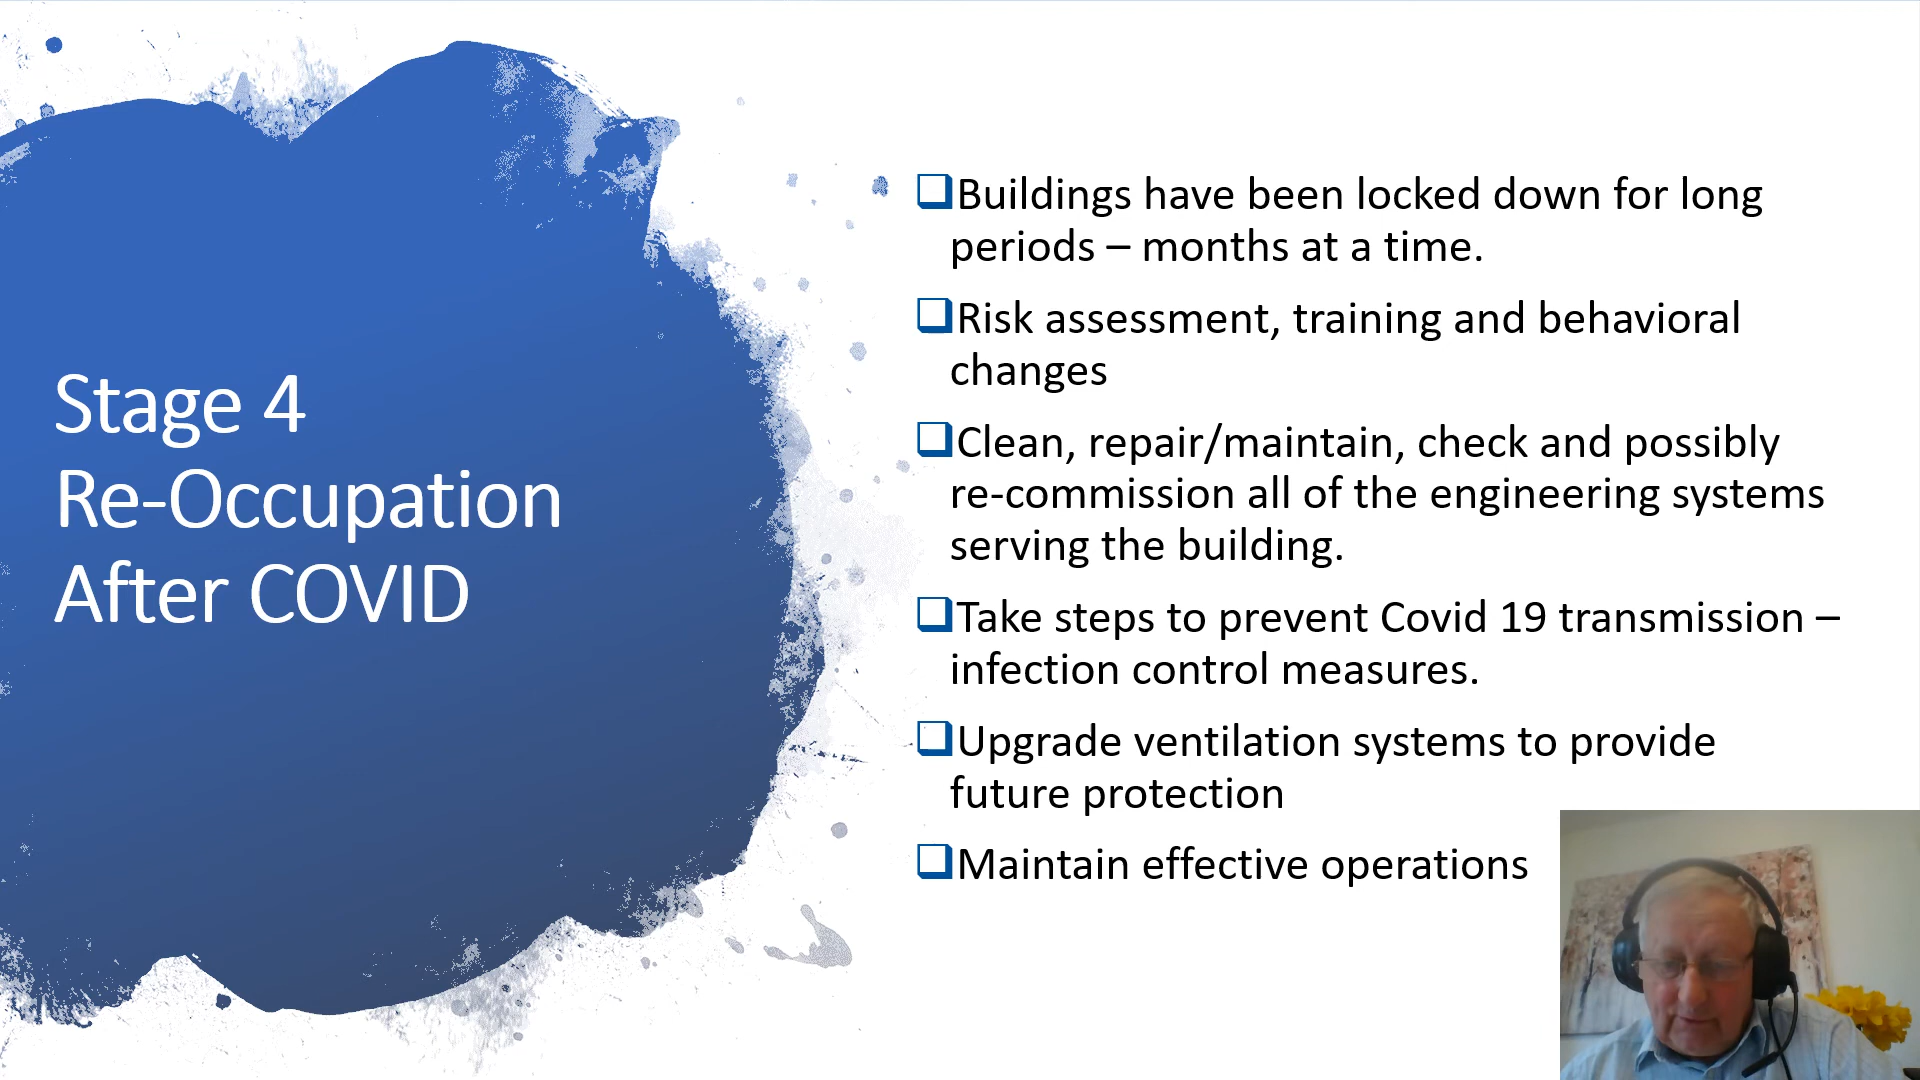 Stage 4
Re-Occupation
After COVID
Buildings have been locked down for long
periods – months at a time.
Risk assessment, training and behavioral
changes
Clean, repair/maintain, check and possibly
re-commission all of the engineering systems
serving the building.
Take steps to prevent Covid 19 transmission –
infection control measures.
Upgrade ventilation systems to provide
future protection
Maintain effective operations